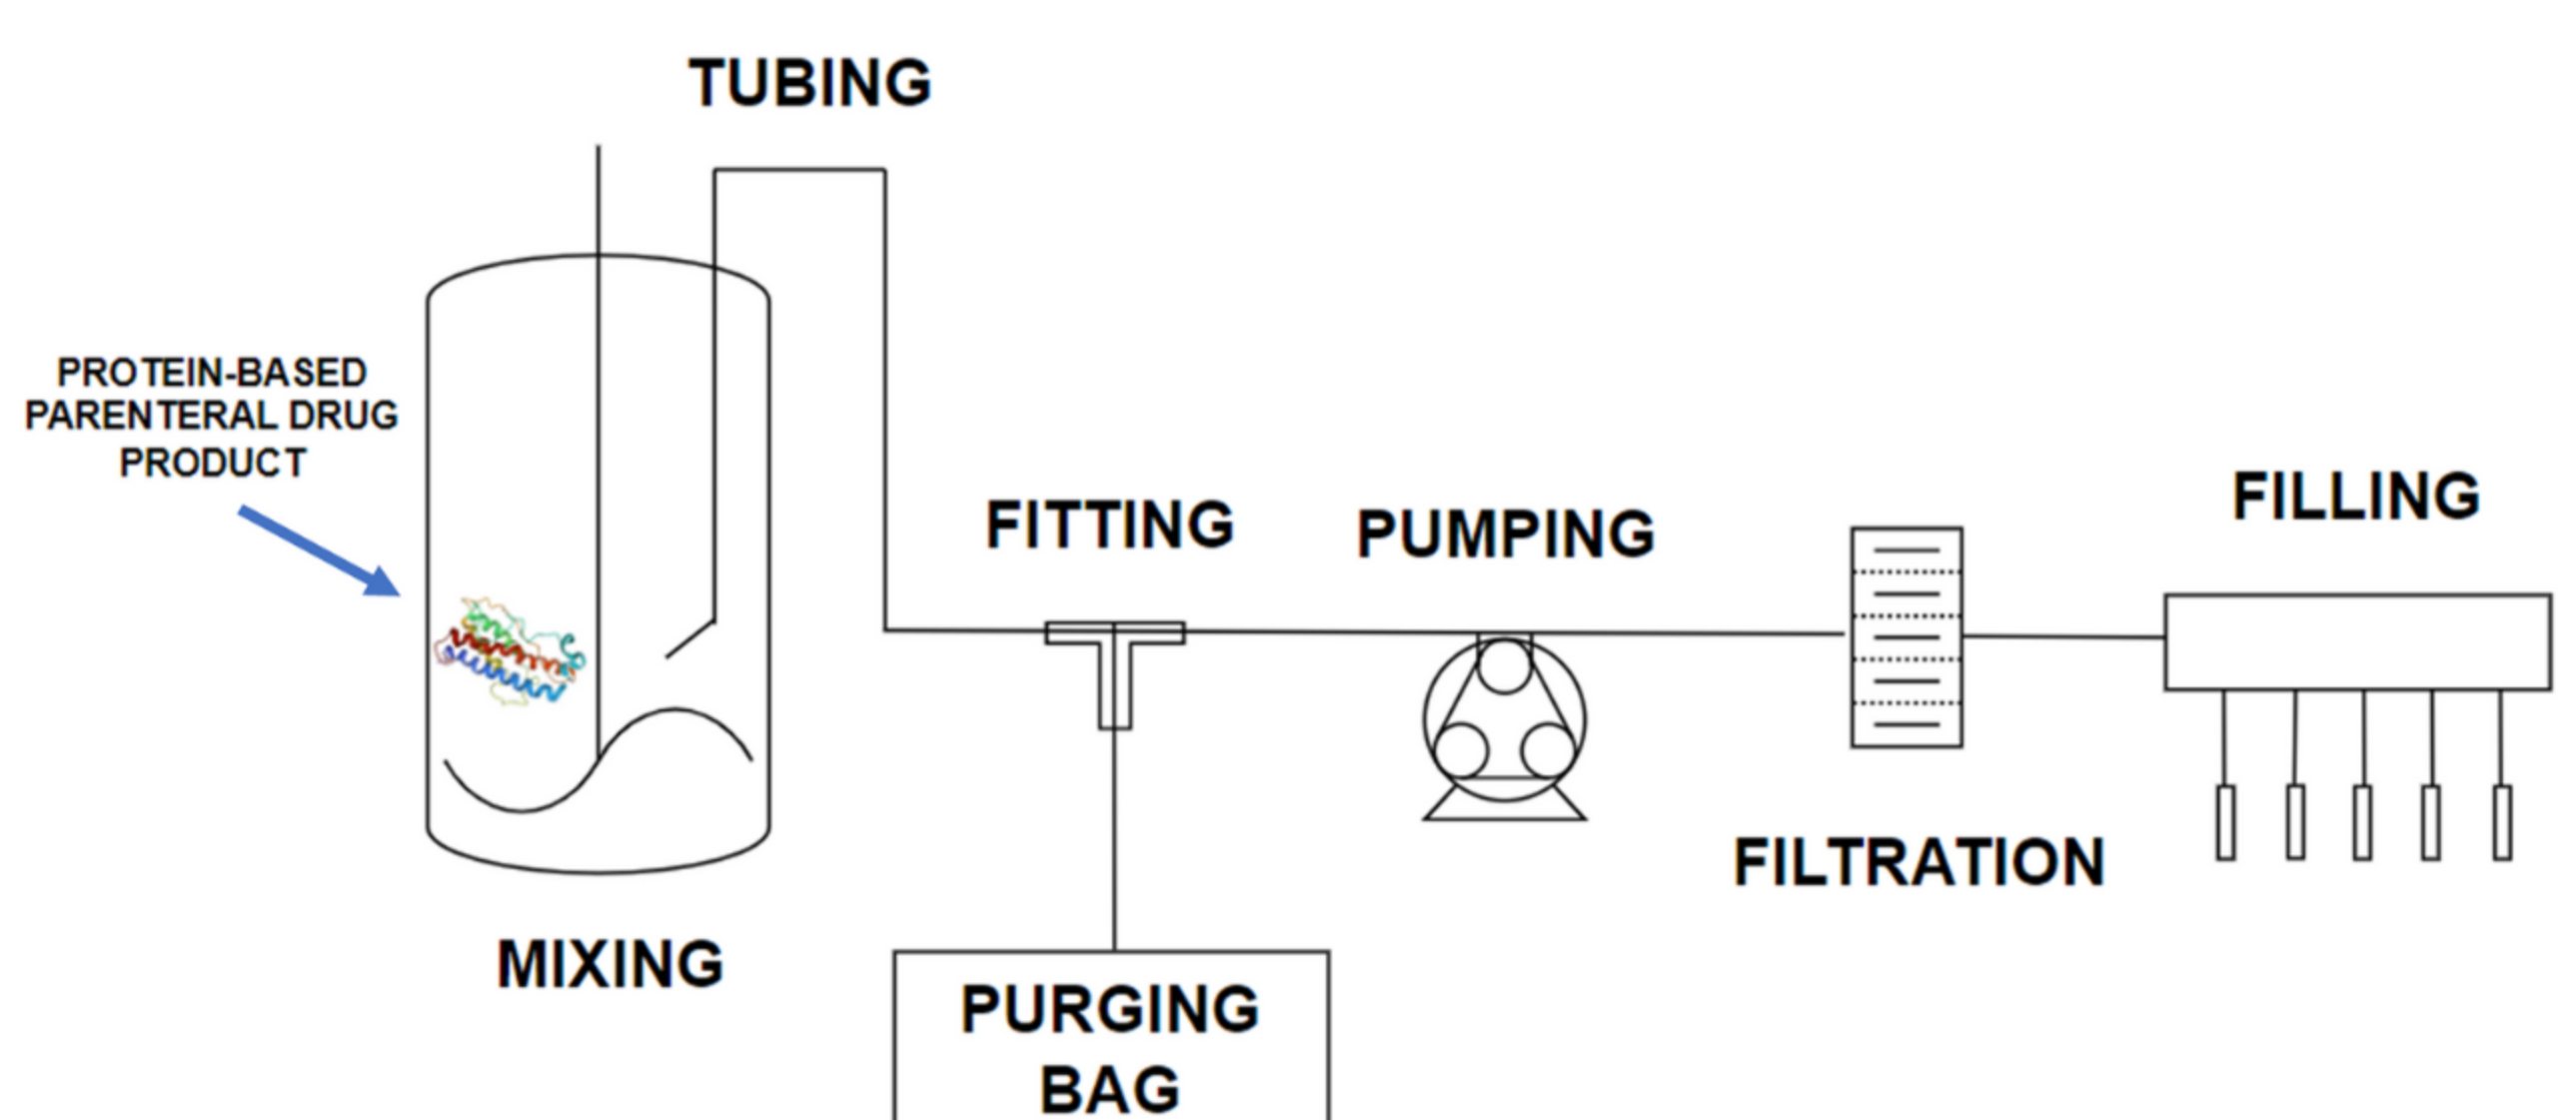 TUBING
PROTEIN-BASED
PARENTERAL DRUG
PRODUCT
FITTING
PUMPING
FILLING
FILTRATION
MIXING
PURGING
BAG